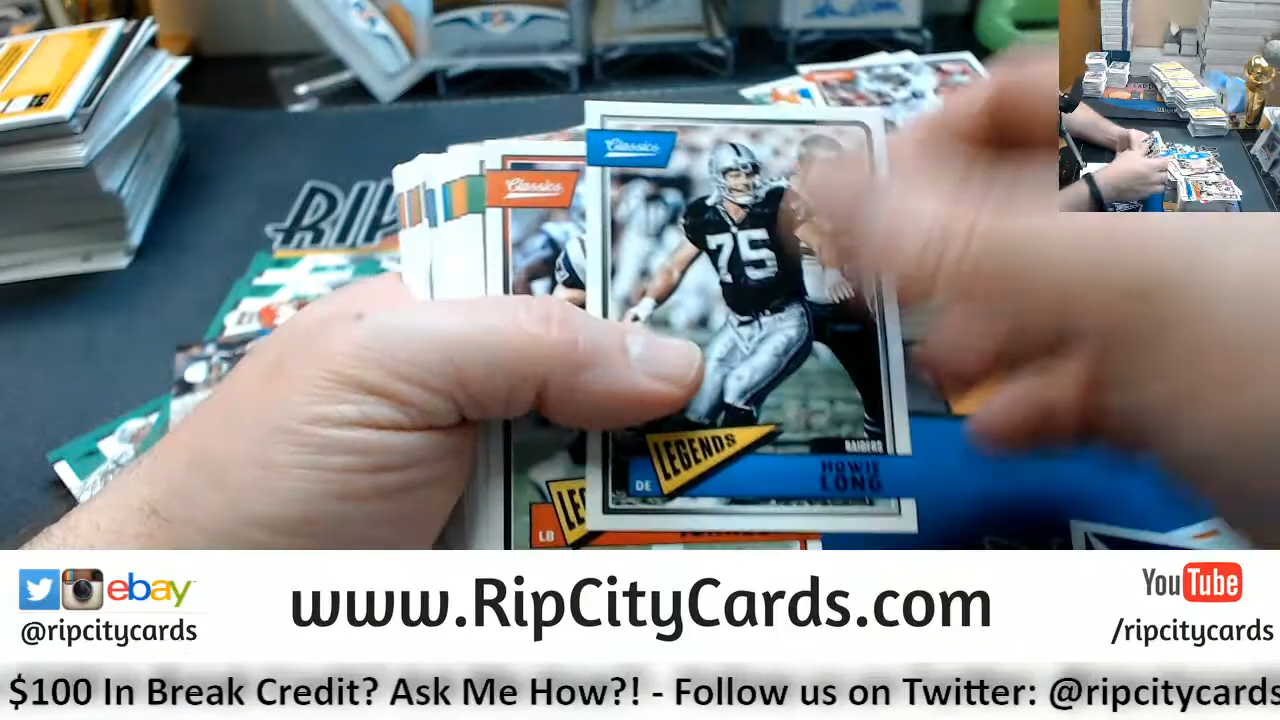 RIP
Classics
Classics
75
LEGENDS
RAIDERS
DE
HOWIE
LONG
LB
ebay
@ripcitycards
www.RipCityCards.com
YouTube
/ripcitycards
$100 In Break Credit? Ask Me How?! - Follow us on Twitter: @ripcitycards